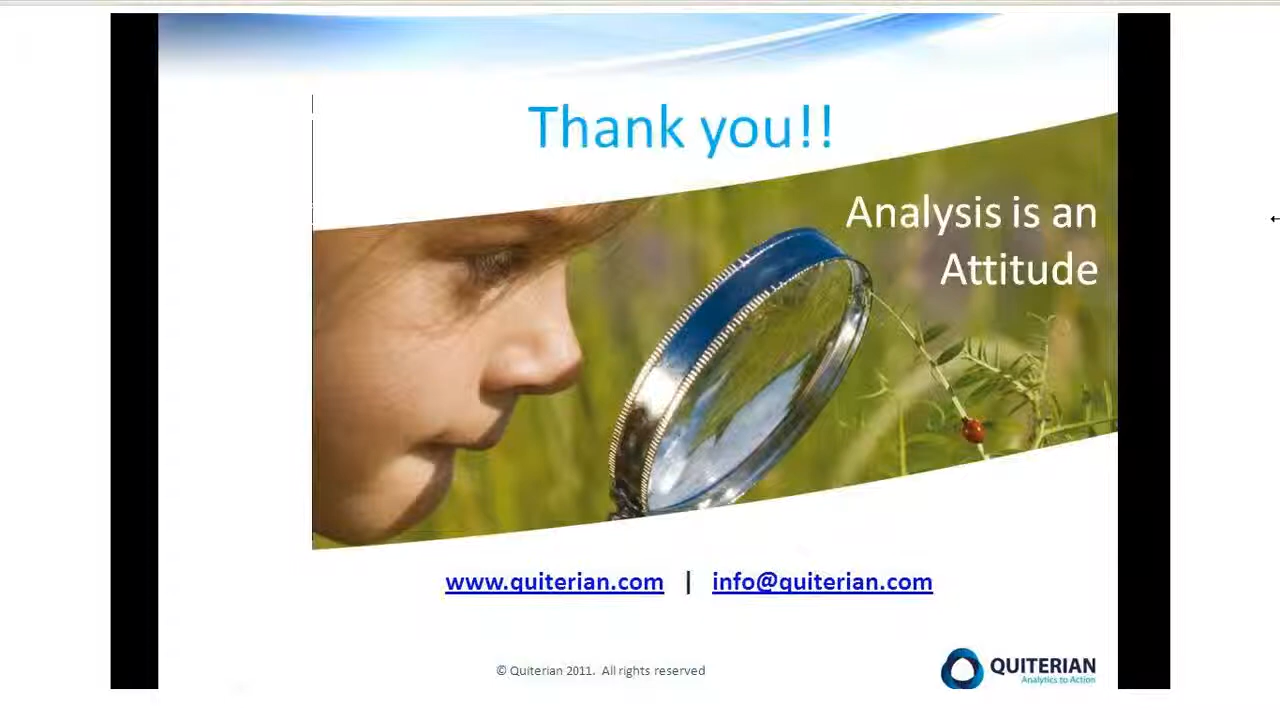 Thank you!!
Analysis is an
Attitude
www.quiterian.com | info@quiterian.com
© Quiterian 2011. All rights reserved
QUITERIAN
Analytics to Action